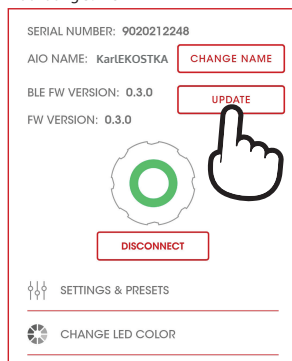 SERIAL NUMBER: 9020212248
AIO NAME: KarlEKOSTKA CHANGE NAME
BLE FW VERSION: 0.3.0 UPDATE
FW VERSION: 0.3.0
DISCONNECT
SETTINGS & PRESETS
CHANGE LED COLOR